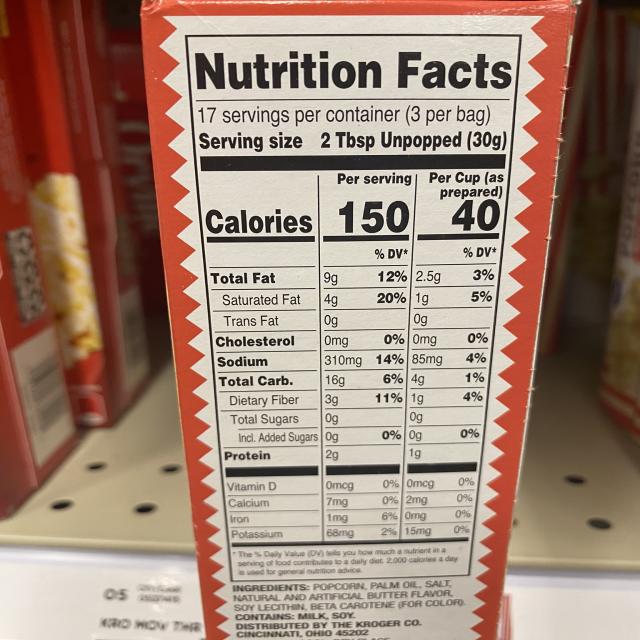 Nutrition Facts
17 servings per container (3 per bag)
Serving size 2 Tbsp Unpopped (30g)
Per serving Per Cup (as prepared)
Calories 150 40
% DV* % DV*
Total Fat 9g 12% 2.5g 3%
Saturated Fat 4g 20% 1g 5%
Trans Fat 0g 0g
Cholesterol 0mg 0% 0mg 0%
Sodium 310mg 14% 85mg 4%
Total Carb. 16g 6% 4g 1%
Dietary Fiber 3g 11% 1g 4%
Total Sugars 0g 0g
Incl. Added Sugars 0g 0% 0g 0%
Protein 2g 1g
Vitamin D 0mcg 0% 0mcg 0%
Calcium 7mg 0% 2mg 0%
Iron 1mg 6% 0mg 0%
Potassium 68mg 2% 15mg 0%
* The % Daily Value (DV) tells you how much a nutrient in a
serving of food contributes to a daily diet. 2,000 calories a day
is used for general nutrition advice.
INGREDIENTS: POPCORN, PALM OIL, SALT,
NATURAL AND ARTIFICIAL BUTTER FLAVOR,
SOY LECITHIN, BETA CAROTENE (FOR COLOR).
CONTAINS: MILK, SOY.
DISTRIBUTED BY THE KROGER CO.
CINCINNATI, OHIO 45202
05
KRO MOV THR